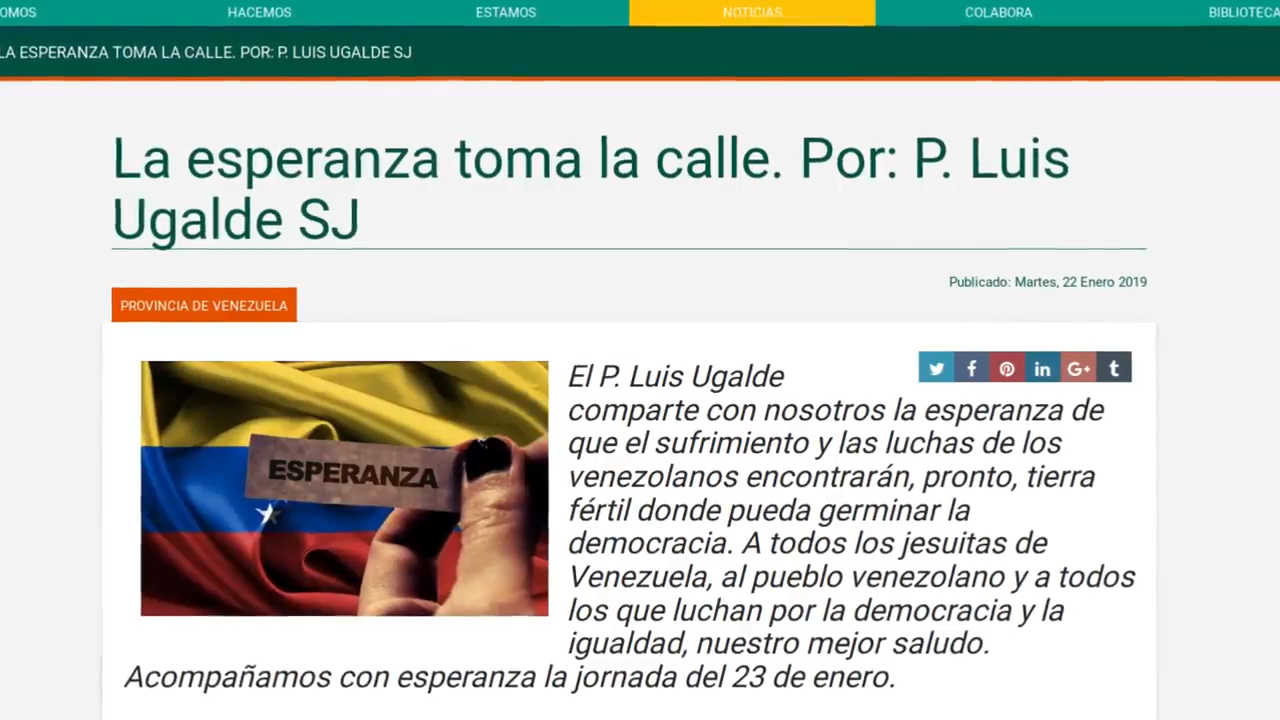 OMOS HACEMOS ESTAMOS NOTICIAS.... COLABORA BIBLIOTECA
LA ESPERANZA TOMA LA CALLE. POR: P. LUIS UGALDE SJ
La esperanza toma la calle. Por: P. Luis
Ugalde SJ
Publicado: Martes, 22 Enero 2019
PROVINCIA DE VENEZUELA
ESPERANZA
El P. Luis Ugalde
comparte con nosotros la esperanza de
que el sufrimiento y las luchas de los
venezolanos encontrarán, pronto, tierra
fértil donde pueda germinar la
democracia. A todos los jesuitas de
Venezuela, al pueblo venezolano y a todos
los que luchan por la democracia y la
igualdad, nuestro mejor saludo.
Acompañamos con esperanza la jornada del 23 de enero.